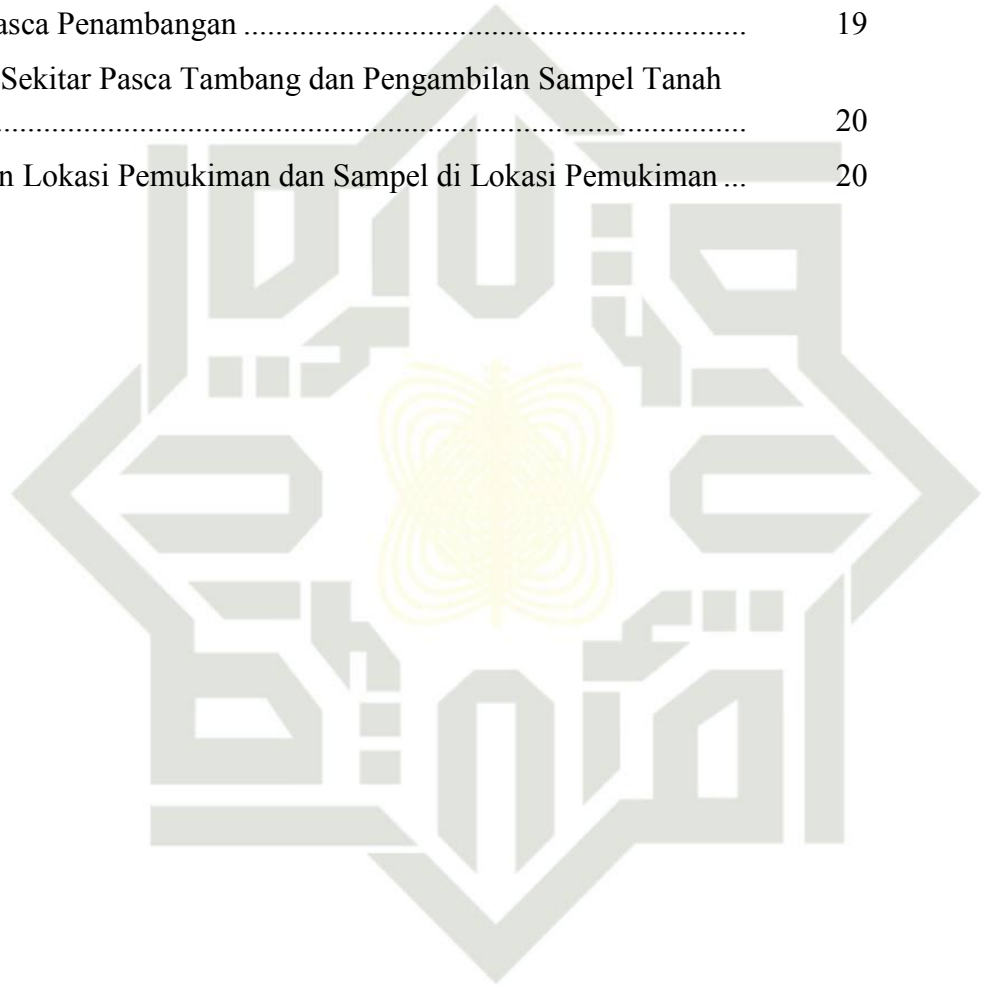 asca Penambangan ................................................................ 19
Sekitar Pasca Tambang dan Pengambilan Sampel Tanah
................................................................................................ 20
n Lokasi Pemukiman dan Sampel di Lokasi Pemukiman ... 20